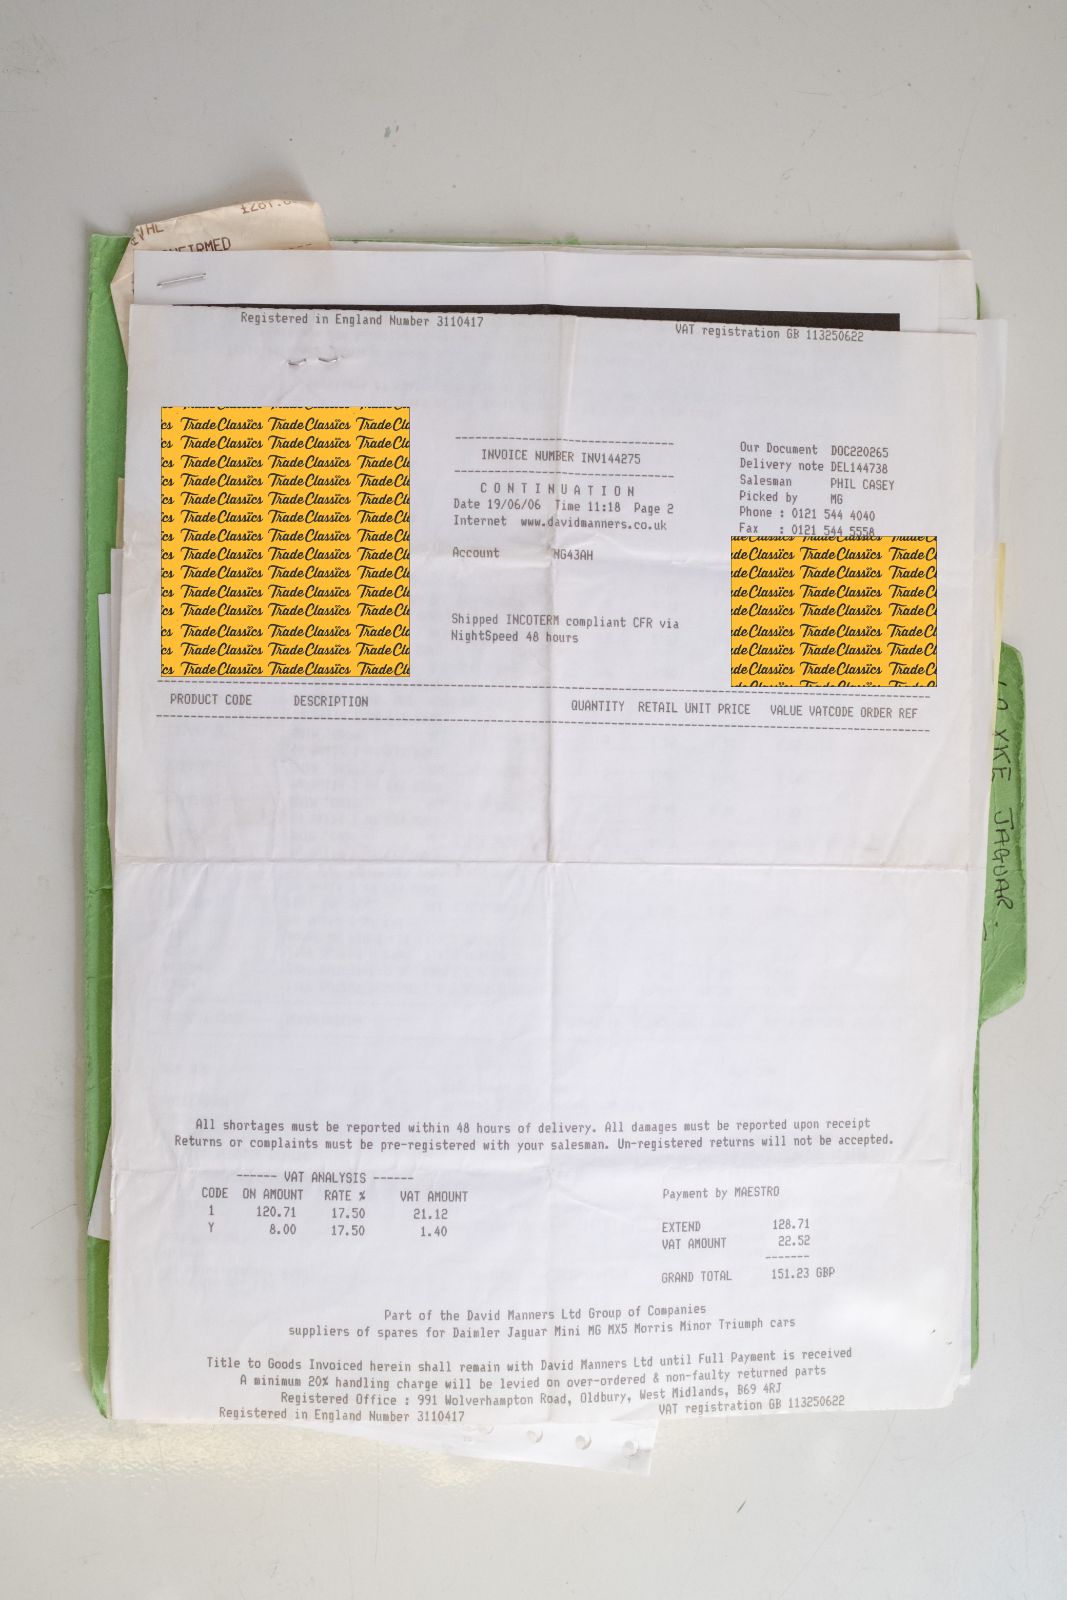 £287.
VAL
NFIRMED
Registered in England Number 3110417
VAT registration GB 113250622
Trade Classics
INVOICE NUMBER INV144275
C O N T I N U A T I O N
Date 19/06/06 Time 11:18 Page 2
Internet www.davidmanners.co.uk
Account NG43AH
Shipped INCOTERM compliant CFR via
NightSpeed 48 hours
Our Document DOC220265
Delivery note DEL144738
Salesman PHIL CASEY
Picked by MG
Phone : 0121 544 4040
Fax : 0121 544 5558
Trade Classics
PRODUCT CODE DESCRIPTION QUANTITY RETAIL UNIT PRICE VALUE VATCODE ORDER REF
XKE JAGUAR.
All shortages must be reported within 48 hours of delivery. All damages must be reported upon receipt
Returns or complaints must be pre-registered with your salesman. Un-registered returns will not be accepted.
------ VAT ANALYSIS ------
CODE ON AMOUNT RATE % VAT AMOUNT
1 120.71 17.50 21.12
Y 8.00 17.50 1.40
Payment by MAESTRO
EXTEND 128.71
VAT AMOUNT 22.52
-------
GRAND TOTAL 151.23 GBP
Part of the David Manners Ltd Group of Companies
suppliers of spares for Daimler Jaguar Mini MG MX5 Morris Minor Triumph cars
Title to Goods Invoiced herein shall remain with David Manners Ltd until Full Payment is received
A minimum 20% handling charge will be levied on over-ordered & non-faulty returned parts
Registered Office : 991 Wolverhampton Road, Oldbury, West Midlands, B69 4RJ
Registered in England Number 3110417
VAT registration GB 113250622